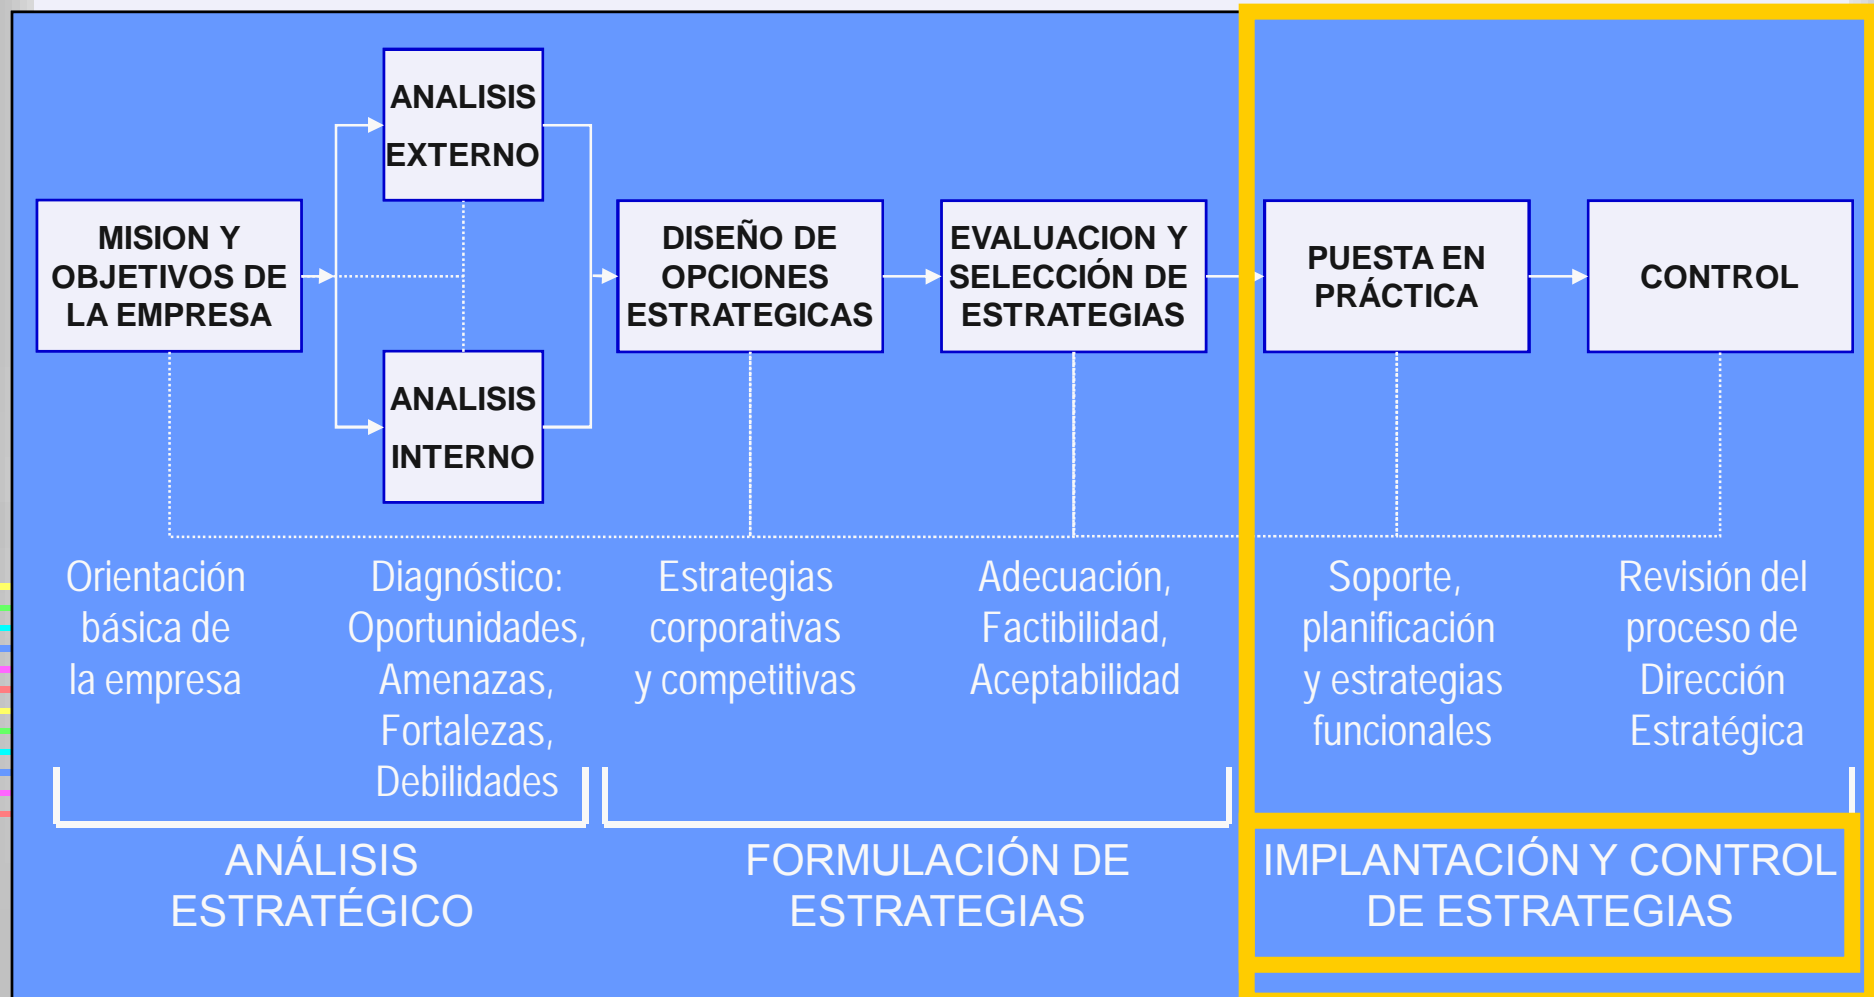 ANALISIS
EXTERNO
MISION Y
OBJETIVOS DE
LA EMPRESA
ANALISIS
INTERNO
DISEÑO DE
OPCIONES
ESTRATEGICAS
EVALUACION Y
SELECCIÓN DE
ESTRATEGIAS
PUESTA EN
PRÁCTICA
CONTROL
Orientación
básica de
la empresa
Diagnóstico:
Oportunidades,
Amenazas,
Fortalezas,
Debilidades
Estrategias
corporativas
y competitivas
Adecuación,
Factibilidad,
Aceptabilidad
Soporte,
planificación
y estrategias
funcionales
Revisión del
proceso de
Dirección
Estratégica
ANÁLISIS
ESTRATÉGICO
FORMULACIÓN DE
ESTRATEGIAS
IMPLANTACIÓN Y CONTROL
DE ESTRATEGIAS